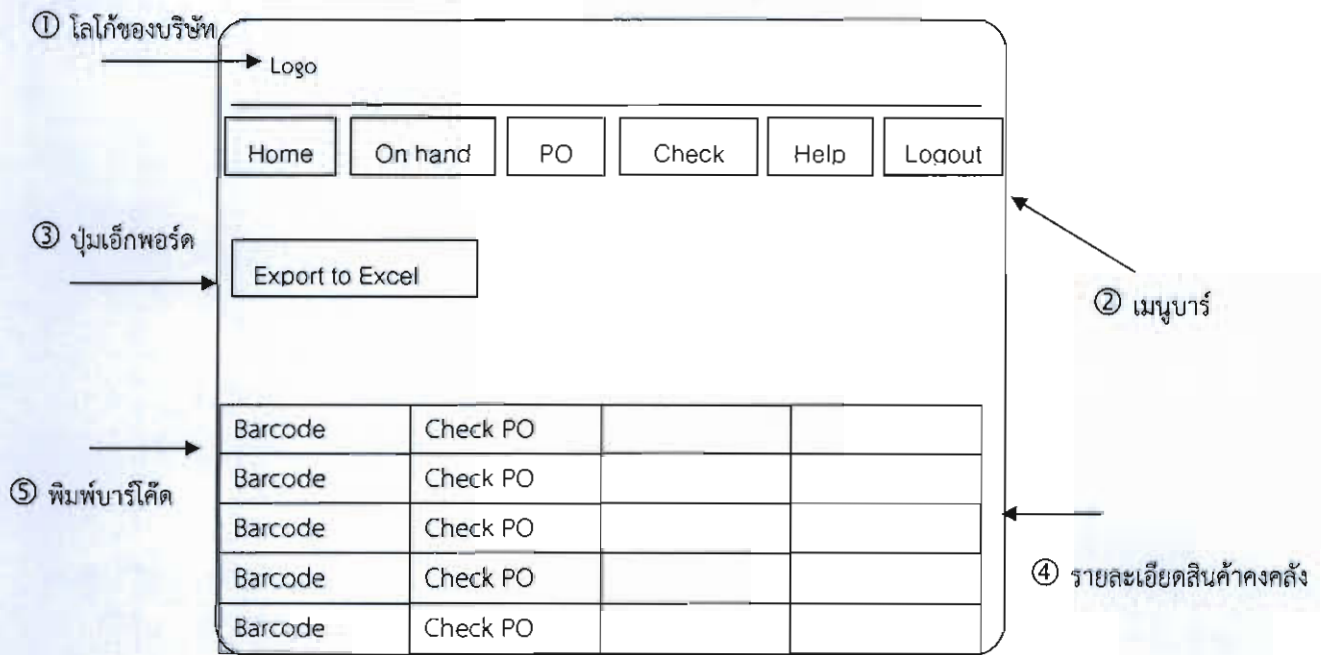 ① โลโก้ของบริษัท
Logo
Home On hand PO Check Help Logout
③ ปุ่มเอ็กพอร์ด
Export to Excel
② เมนูบาร์
Barcode Check PO
Barcode Check PO
⑤ พิมพ์บาร์โค๊ด
Barcode Check PO
Barcode Check PO
④ รายละเอียดสินค้าคงคลัง
Barcode Check PO